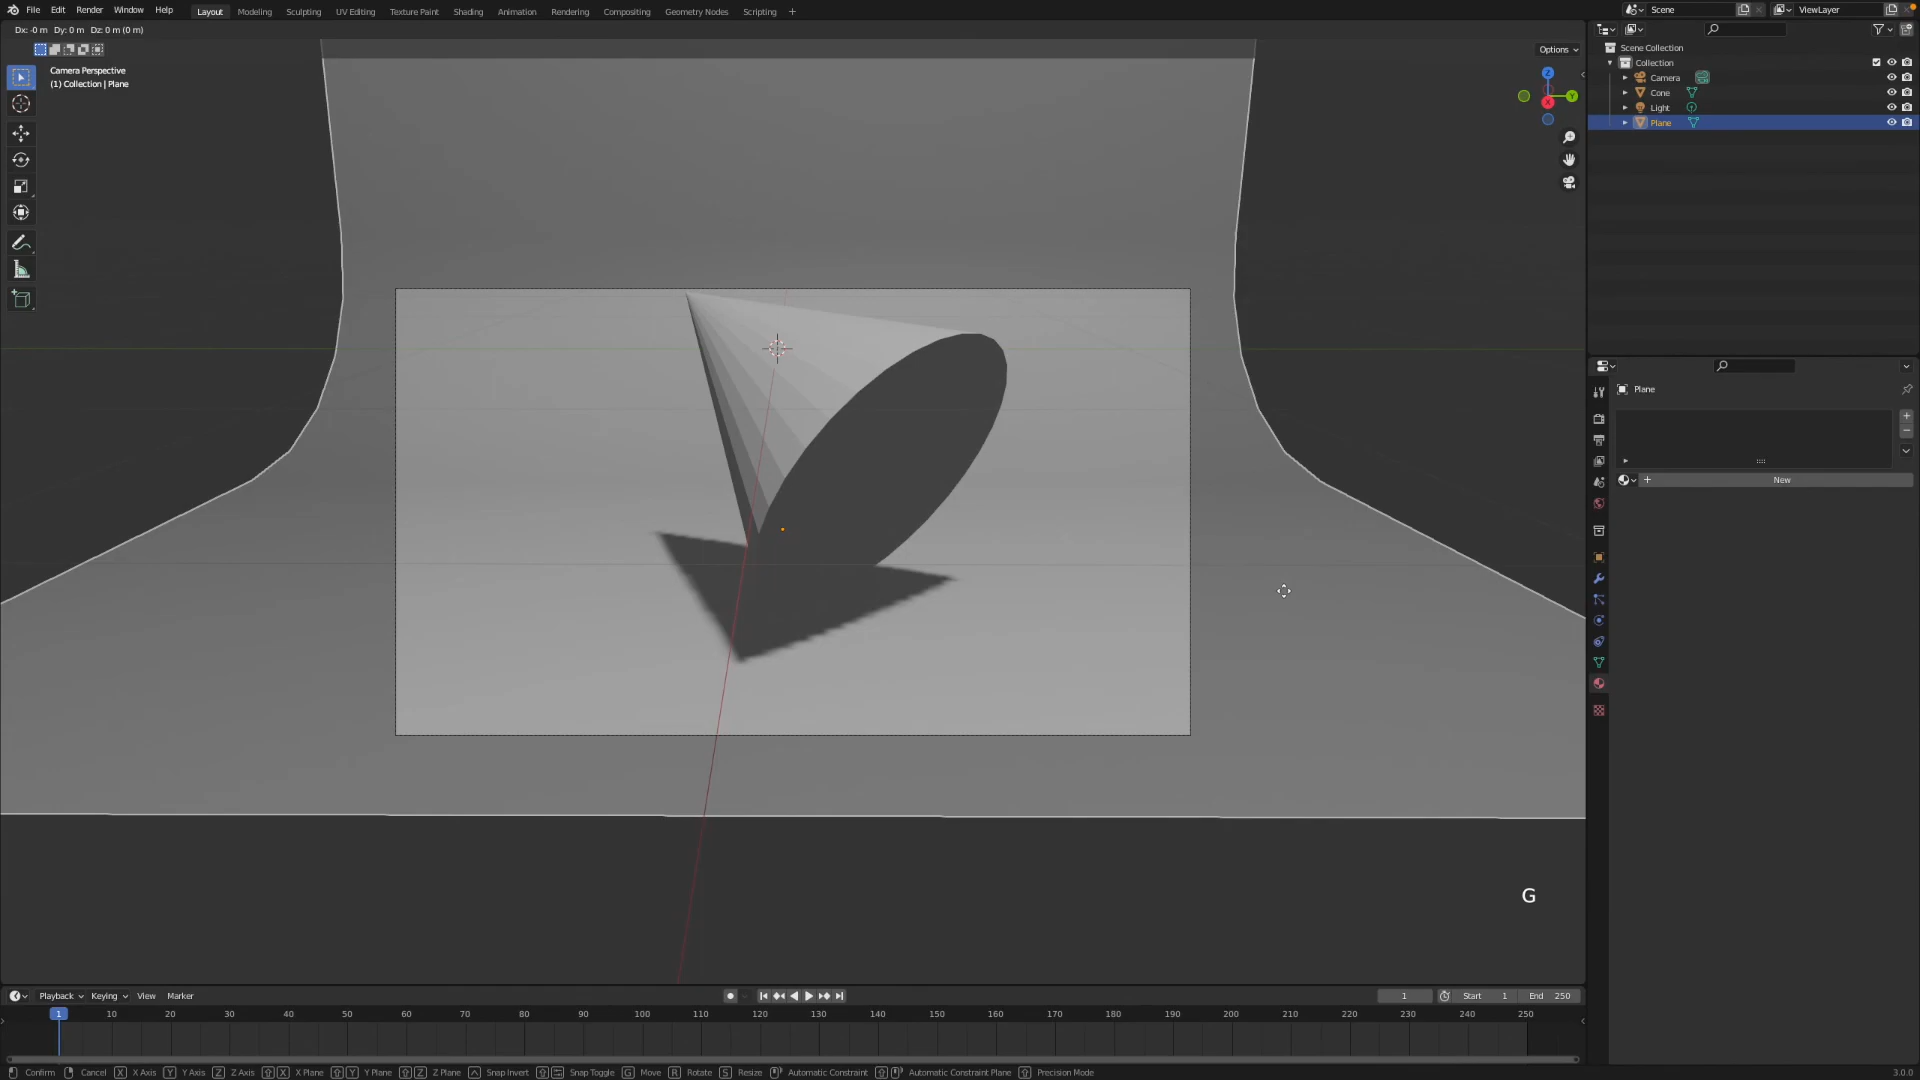 File Edit Render Window Help Layout Modeling Sculpting UV Editing Texture Paint Shading Animation Rendering Compositing Geometry Nodes Scripting + Scene ViewLayer
Dx: -0 m Dy: 0 m Dz: 0 m (0 m)
Options
Camera Perspective
(1) Collection | Plane
Scene Collection
Collection
Camera
Cone
Light
Plane
X
Y
Z
Plane
New
G
Playback Keying View Marker 1 Start 1 End 250
1 10 20 30 40 50 60 70 80 90 100 110 120 130 140 150 160 170 180 190 200 210 220 230 240 250
Confirm Cancel X X Axis Y Y Axis Z Z Axis X X Plane Y Y Plane Z Z Plane Snap Invert Snap Toggle G Move R Rotate S Resize Automatic Constraint Automatic Constraint Plane Precision Mode 3.0.0